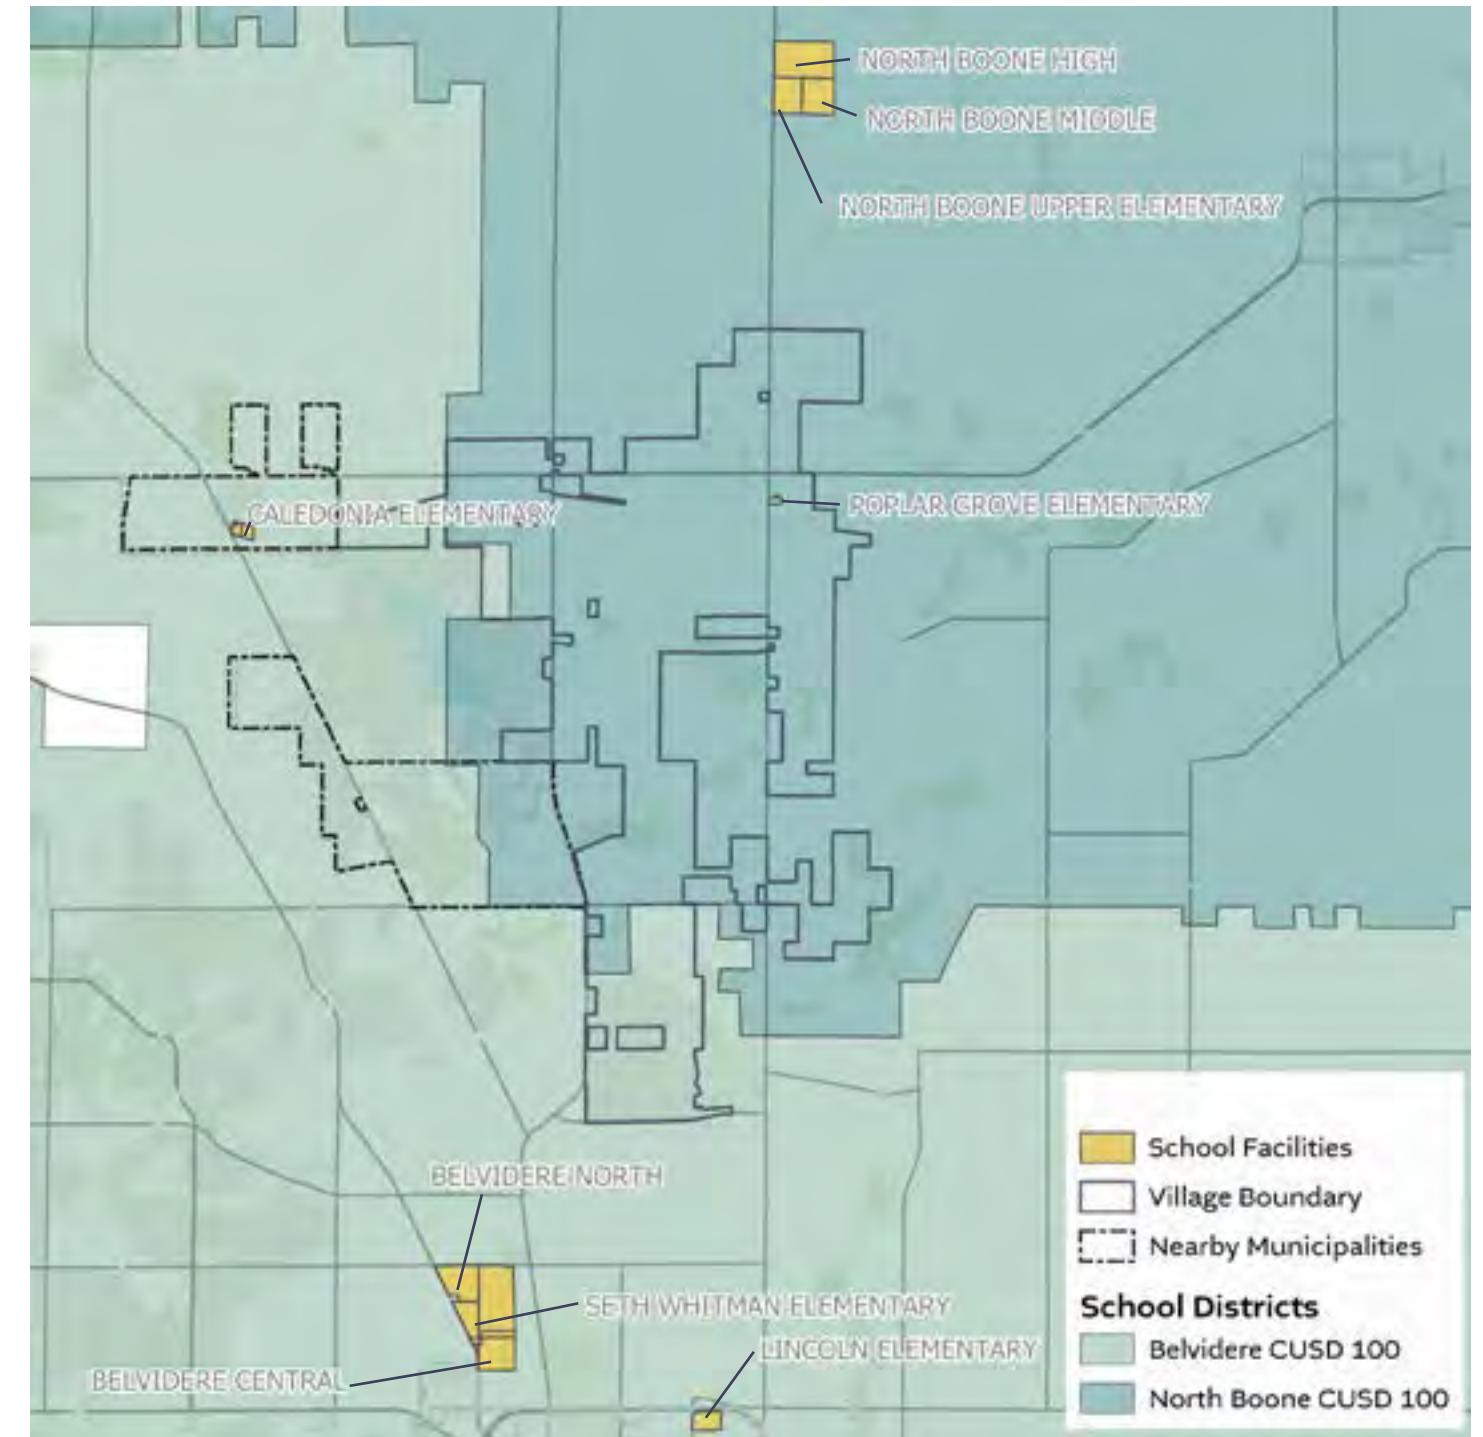 NORTH BOONE HIGH
NORTH BOONE MIDDLE
NORTH BOONE UPPER ELEMENTARY
POPLAR GROVE ELEMENTARY
CALEDONIA ELEMENTARY
BELVIDERE NORTH
SETH WHITMAN ELEMENTARY
LINCOLN ELEMENTARY
BELVIDERE CENTRAL
School Facilities
Village Boundary
Nearby Municipalities
School Districts
Belvidere CUSD 100
North Boone CUSD 100